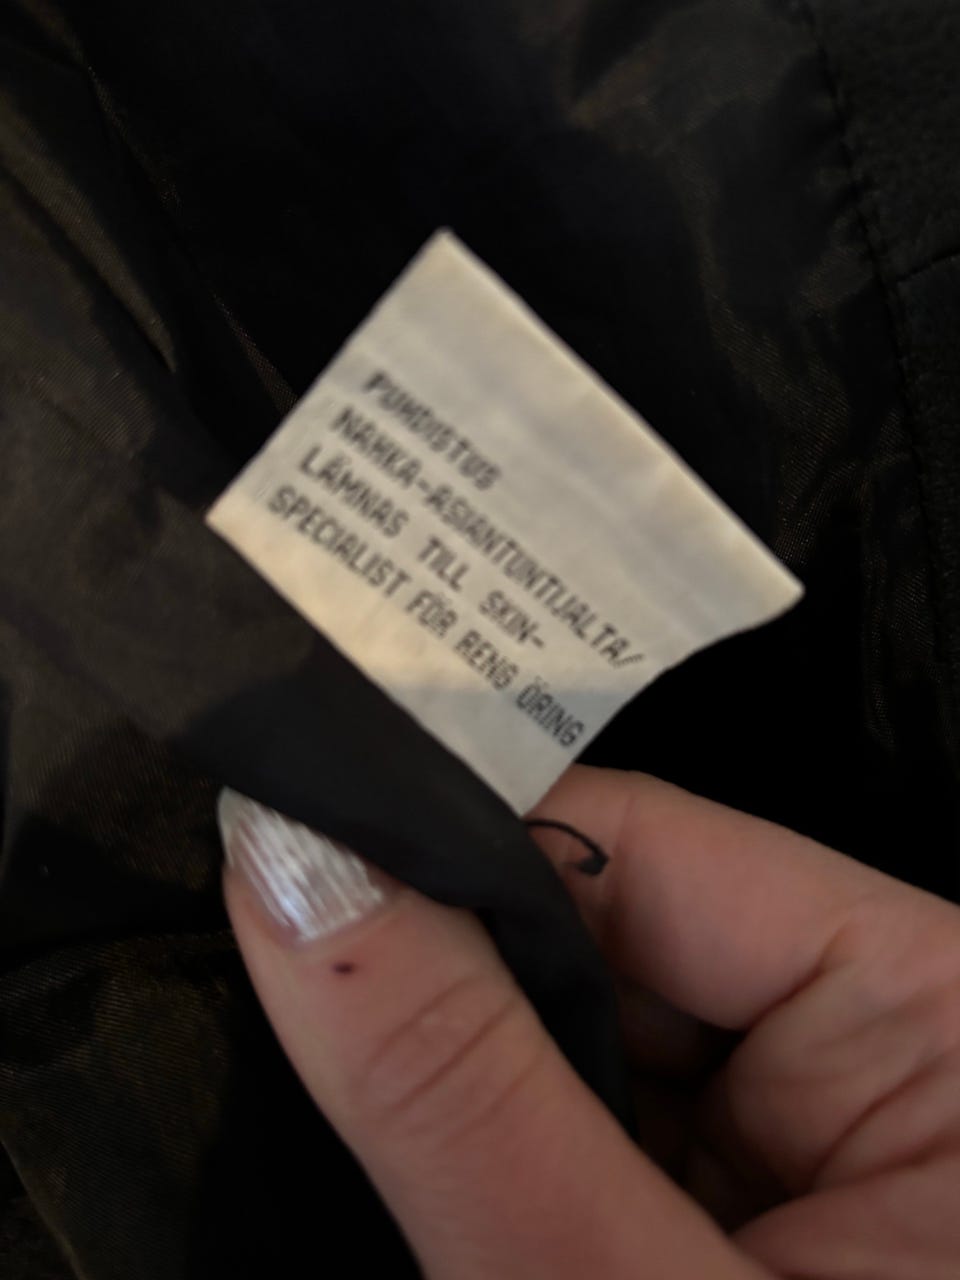 PUHDISTUS
NAHKA-ASIANTUNTIJALTA/
LÄMNAS TILL SKIN-
SPECIALIST FÖR RENG ÖRING